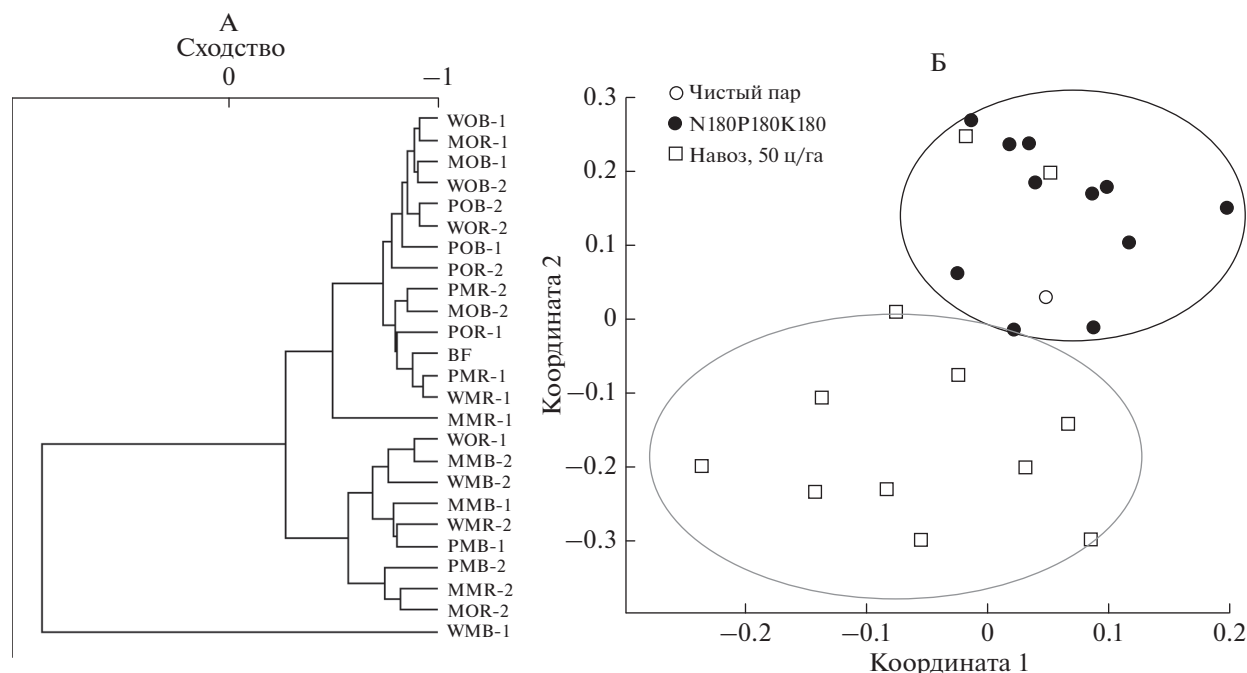 А
Сходство
0
−1
WOB-1
MOR-1
MOB-1
WOB-2
POB-2
WOR-2
POB-1
POR-2
PMR-2
MOB-2
POR-1
BF
PMR-1
WMR-1
MMR-1
WOR-1
MMB-2
WMB-2
MMB-1
WMR-2
PMB-1
PMB-2
MMR-2
MOR-2
WMB-1
Б
Чистый пар
N180P180K180
Навоз, 50 ц/га
0.3
0.2
0.1
0
−0.1
−0.2
−0.3
Координата 2
−0.2
−0.1
0
0.1
0.2
Координата 1